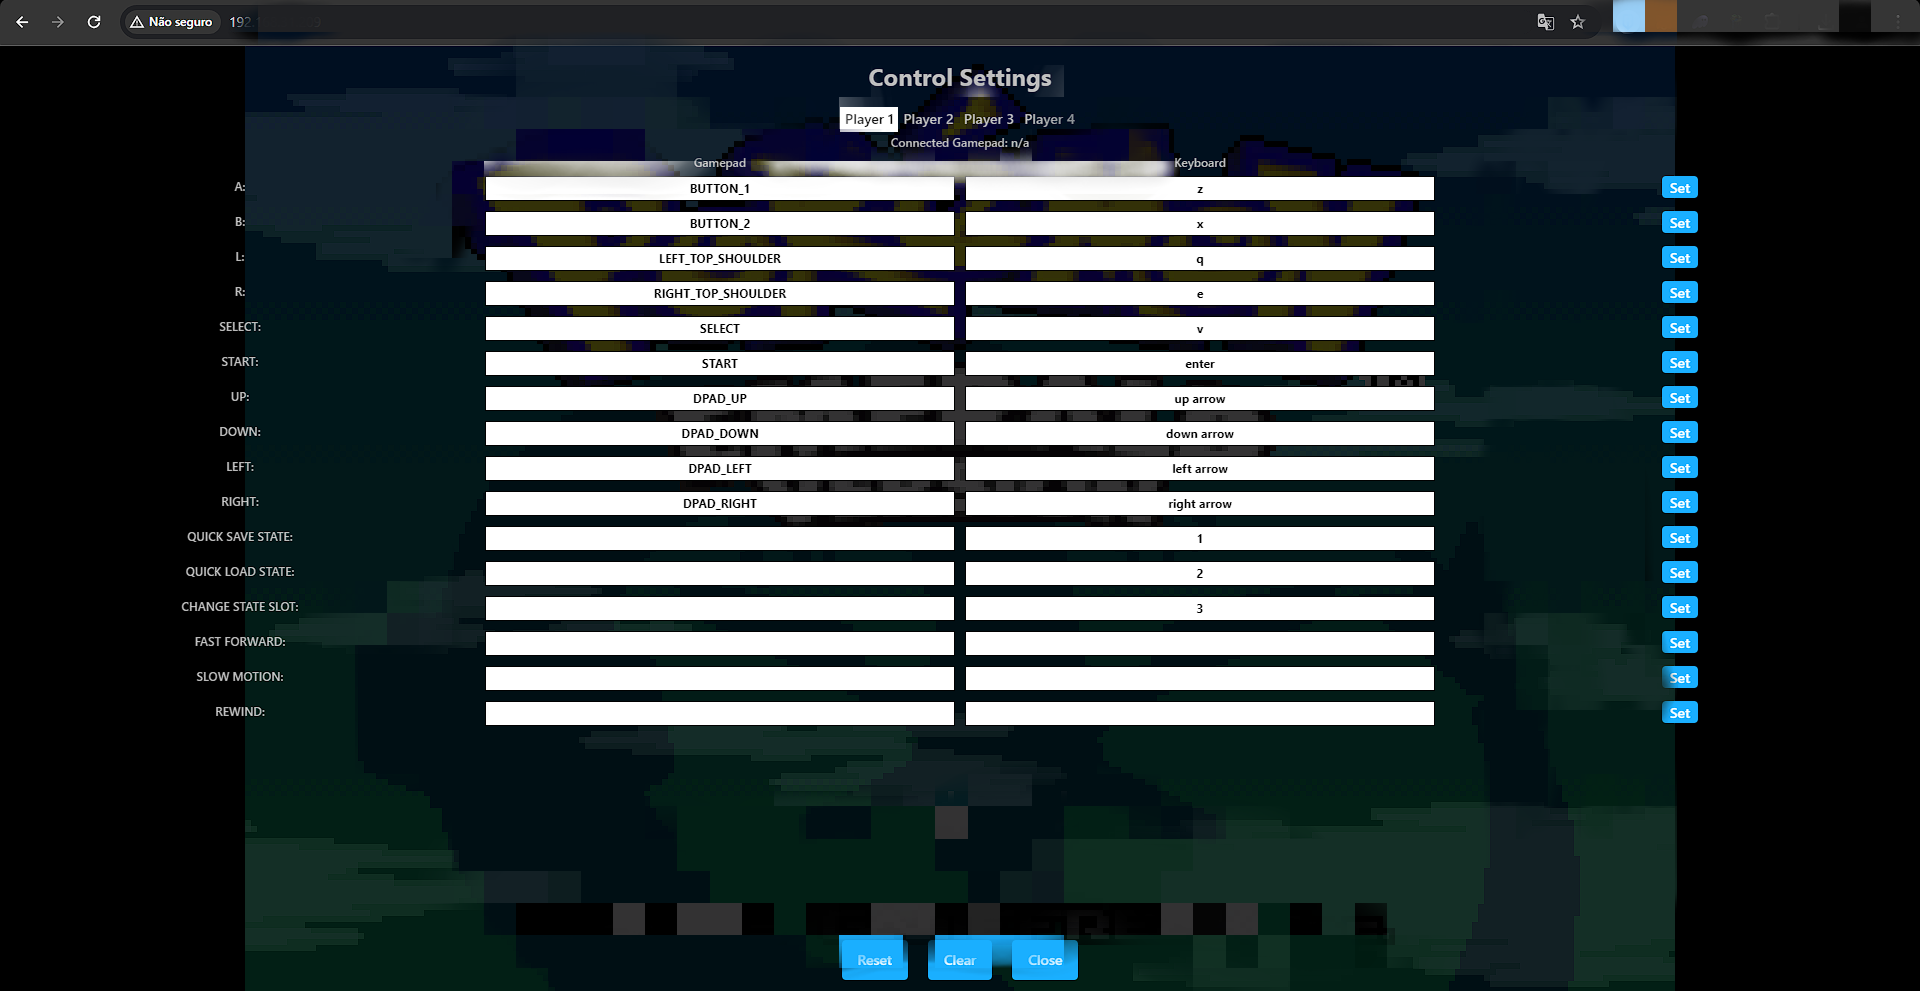 Não seguro
Control Settings
Player 1 Player 2 Player 3 Player 4
Connected Gamepad: n/a
Gamepad Keyboard
A: BUTTON_1 z Set
B: BUTTON_2 x Set
L: LEFT_TOP_SHOULDER q Set
R: RIGHT_TOP_SHOULDER e Set
SELECT: SELECT v Set
START: START enter Set
UP: DPAD_UP up arrow Set
DOWN: DPAD_DOWN down arrow Set
LEFT: DPAD_LEFT left arrow Set
RIGHT: DPAD_RIGHT right arrow Set
QUICK SAVE STATE: 1 Set
QUICK LOAD STATE: 2 Set
CHANGE STATE SLOT: 3 Set
FAST FORWARD: Set
SLOW MOTION: Set
REWIND: Set
Reset Clear Close